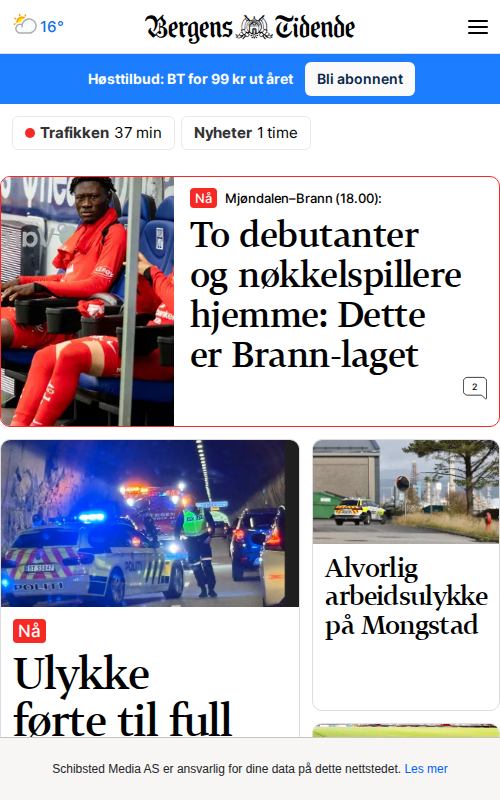 16°
Bergens Tidende
Høsttilbud: BT for 99 kr ut året
Bli abonnent
Trafikken 37 min
Nyheter 1 time
Nå Mjøndalen–Brann (18.00):
To debutanter
og nøkkelspillere
hjemme: Dette
er Brann-laget
2
POLITI
Alvorlig
arbeidsulykke
på Mongstad
Nå
Ulykke
førte til full
Schibsted Media AS er ansvarlig for dine data på dette nettstedet. Les mer